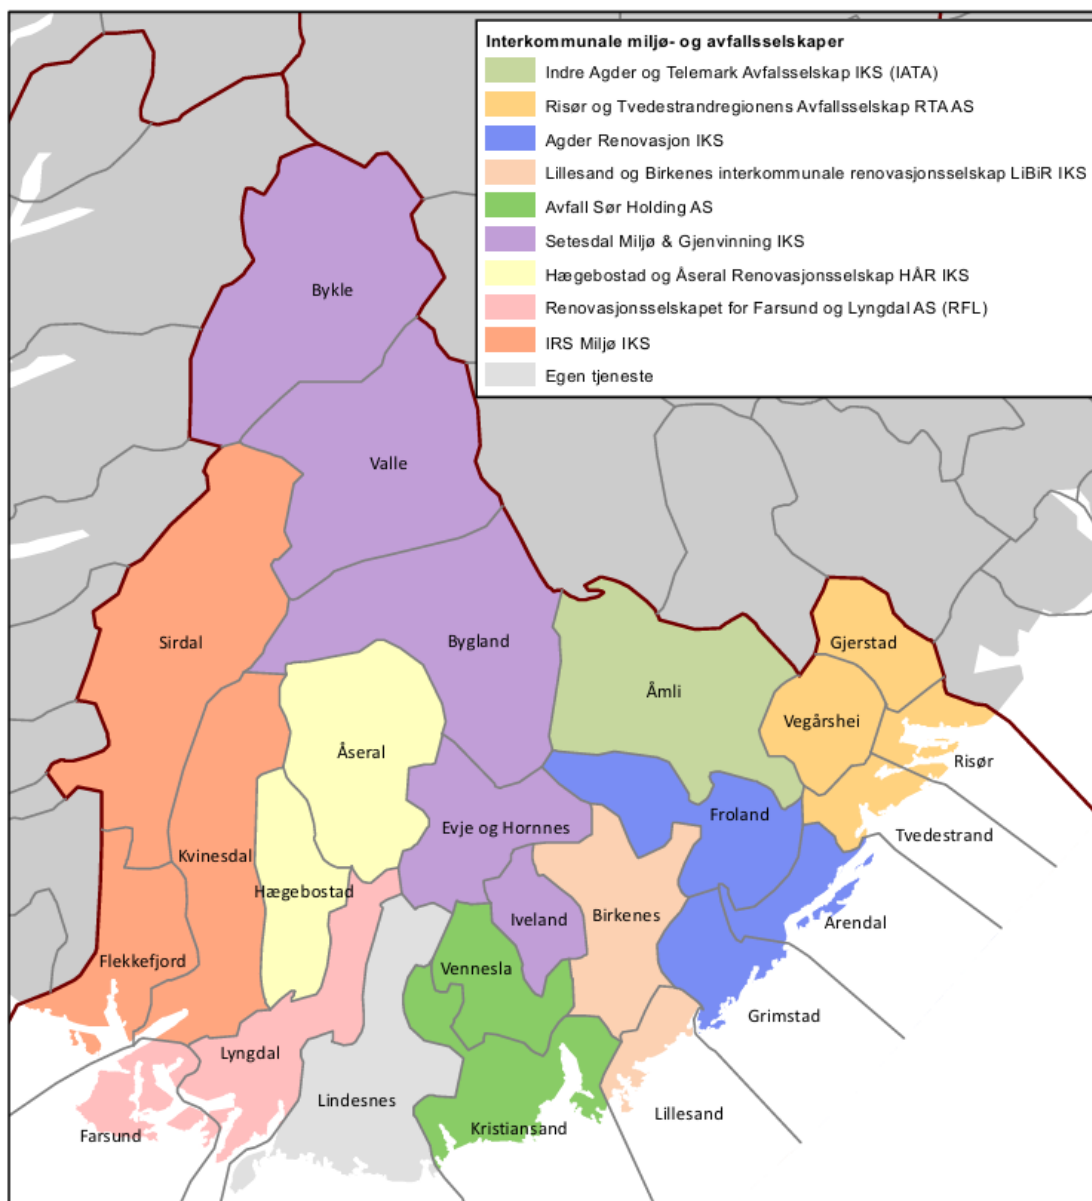 Interkommunale miljø- og avfallsselskaper
Indre Agder og Telemark Avfalsselskap IKS (IATA)
Risør og Tvedestrandregionens Avfallsselskap RTA AS
Agder Renovasjon IKS
Lillesand og Birkenes interkommunale renovasjonsselskap LiBiR IKS
Avfall Sør Holding AS
Setesdal Miljø & Gjenvinning IKS
Hægebostad og Åseral Renovasjonsselskap HÅR IKS
Renovasjonsselskapet for Farsund og Lyngdal AS (RFL)
IRS Miljø IKS
Egen tjeneste
Bykle
Valle
Sirdal
Bygland
Gjerstad
Åmli
Vegårshei
Åseral
Risør
Froland
Evje og Hornnes
Tvedestrand
Kvinesdal
Hægebostad
Birkenes
Iveland
Arendal
Flekkefjord
Vennesla
Grimstad
Lyngdal
Lindesnes
Lillesand
Kristiansand
Farsund